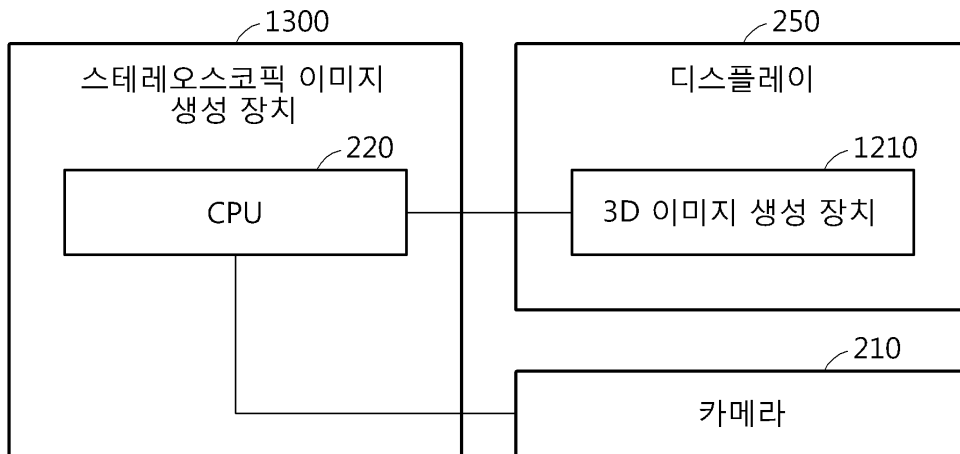 1300
스테레오스코픽 이미지
생성 장치
220
CPU
250
디스플레이
1210
3D 이미지 생성 장치
210
카메라